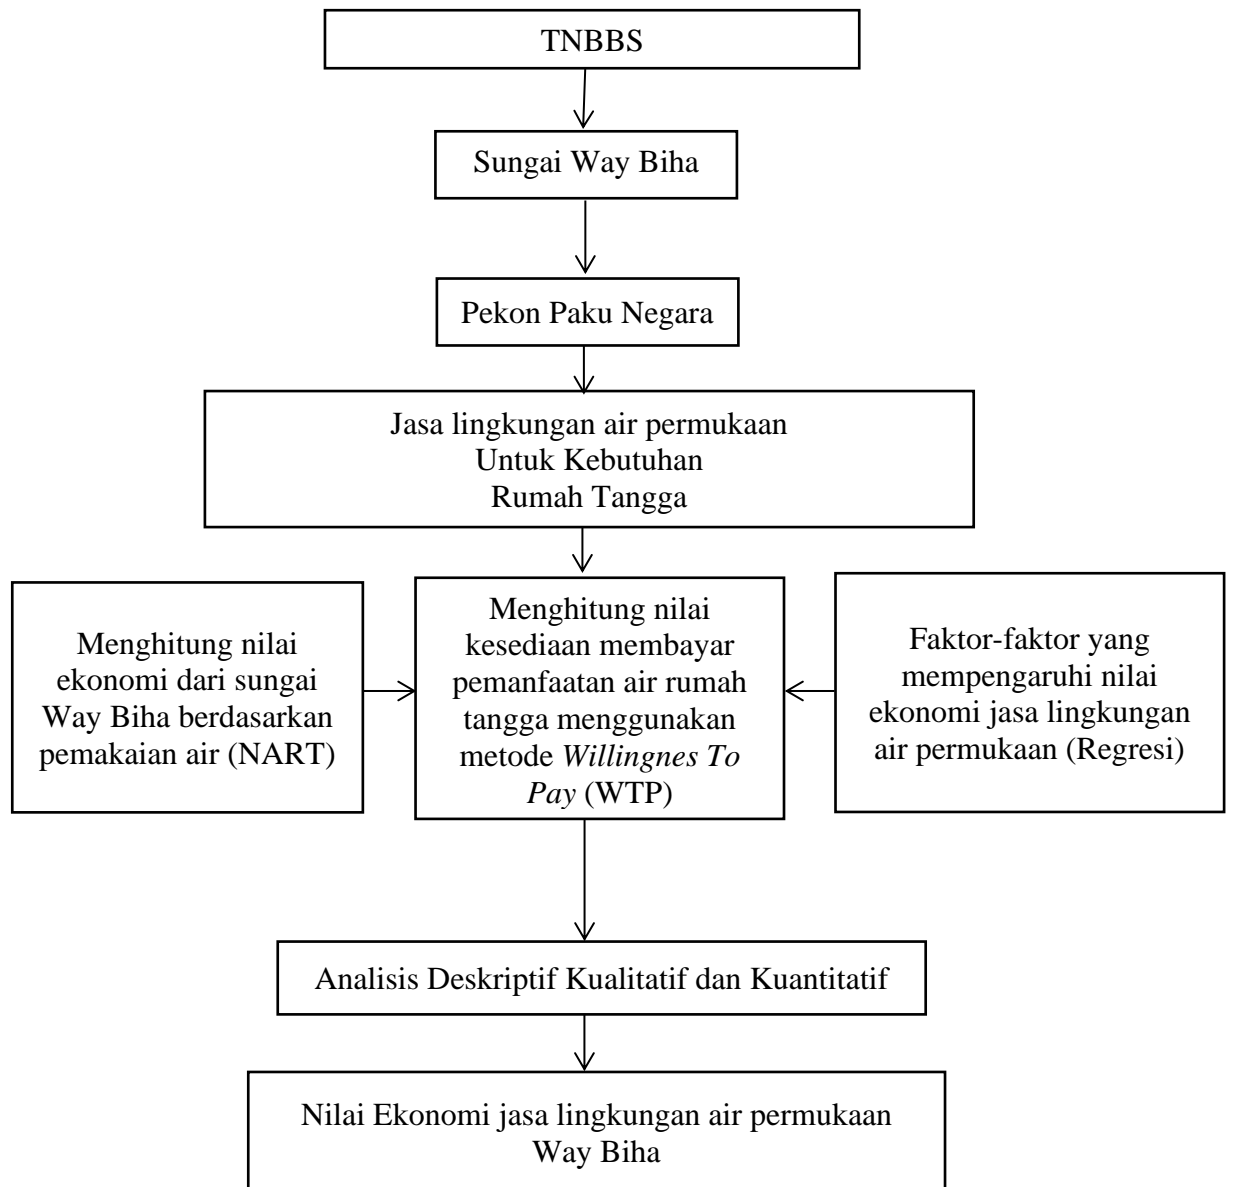 TNBBS
Sungai Way Biha
Pekon Paku Negara
Jasa lingkungan air permukaan
Untuk Kebutuhan
Rumah Tangga
Menghitung nilai
ekonomi dari sungai
Way Biha berdasarkan
pemakaian air (NART)
Menghitung nilai
kesediaan membayar
pemanfaatan air rumah
tangga menggunakan
metode Willingnes To
Pay (WTP)
Faktor-faktor yang
mempengaruhi nilai
ekonomi jasa lingkungan
air permukaan (Regresi)
Analisis Deskriptif Kualitatif dan Kuantitatif
Nilai Ekonomi jasa lingkungan air permukaan
Way Biha